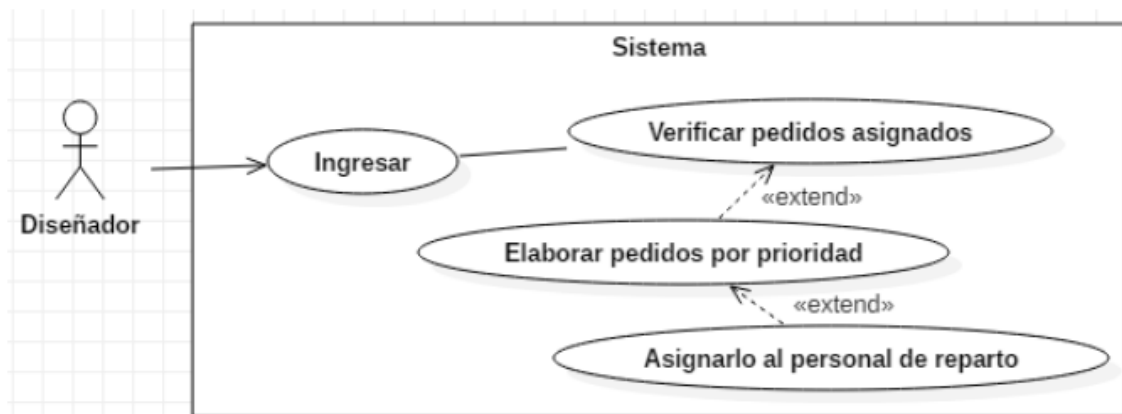 Sistema
Verificar pedidos asignados
Ingresar
«extend»
Diseñador
Elaborar pedidos por prioridad
«extend»
Asignarlo al personal de reparto